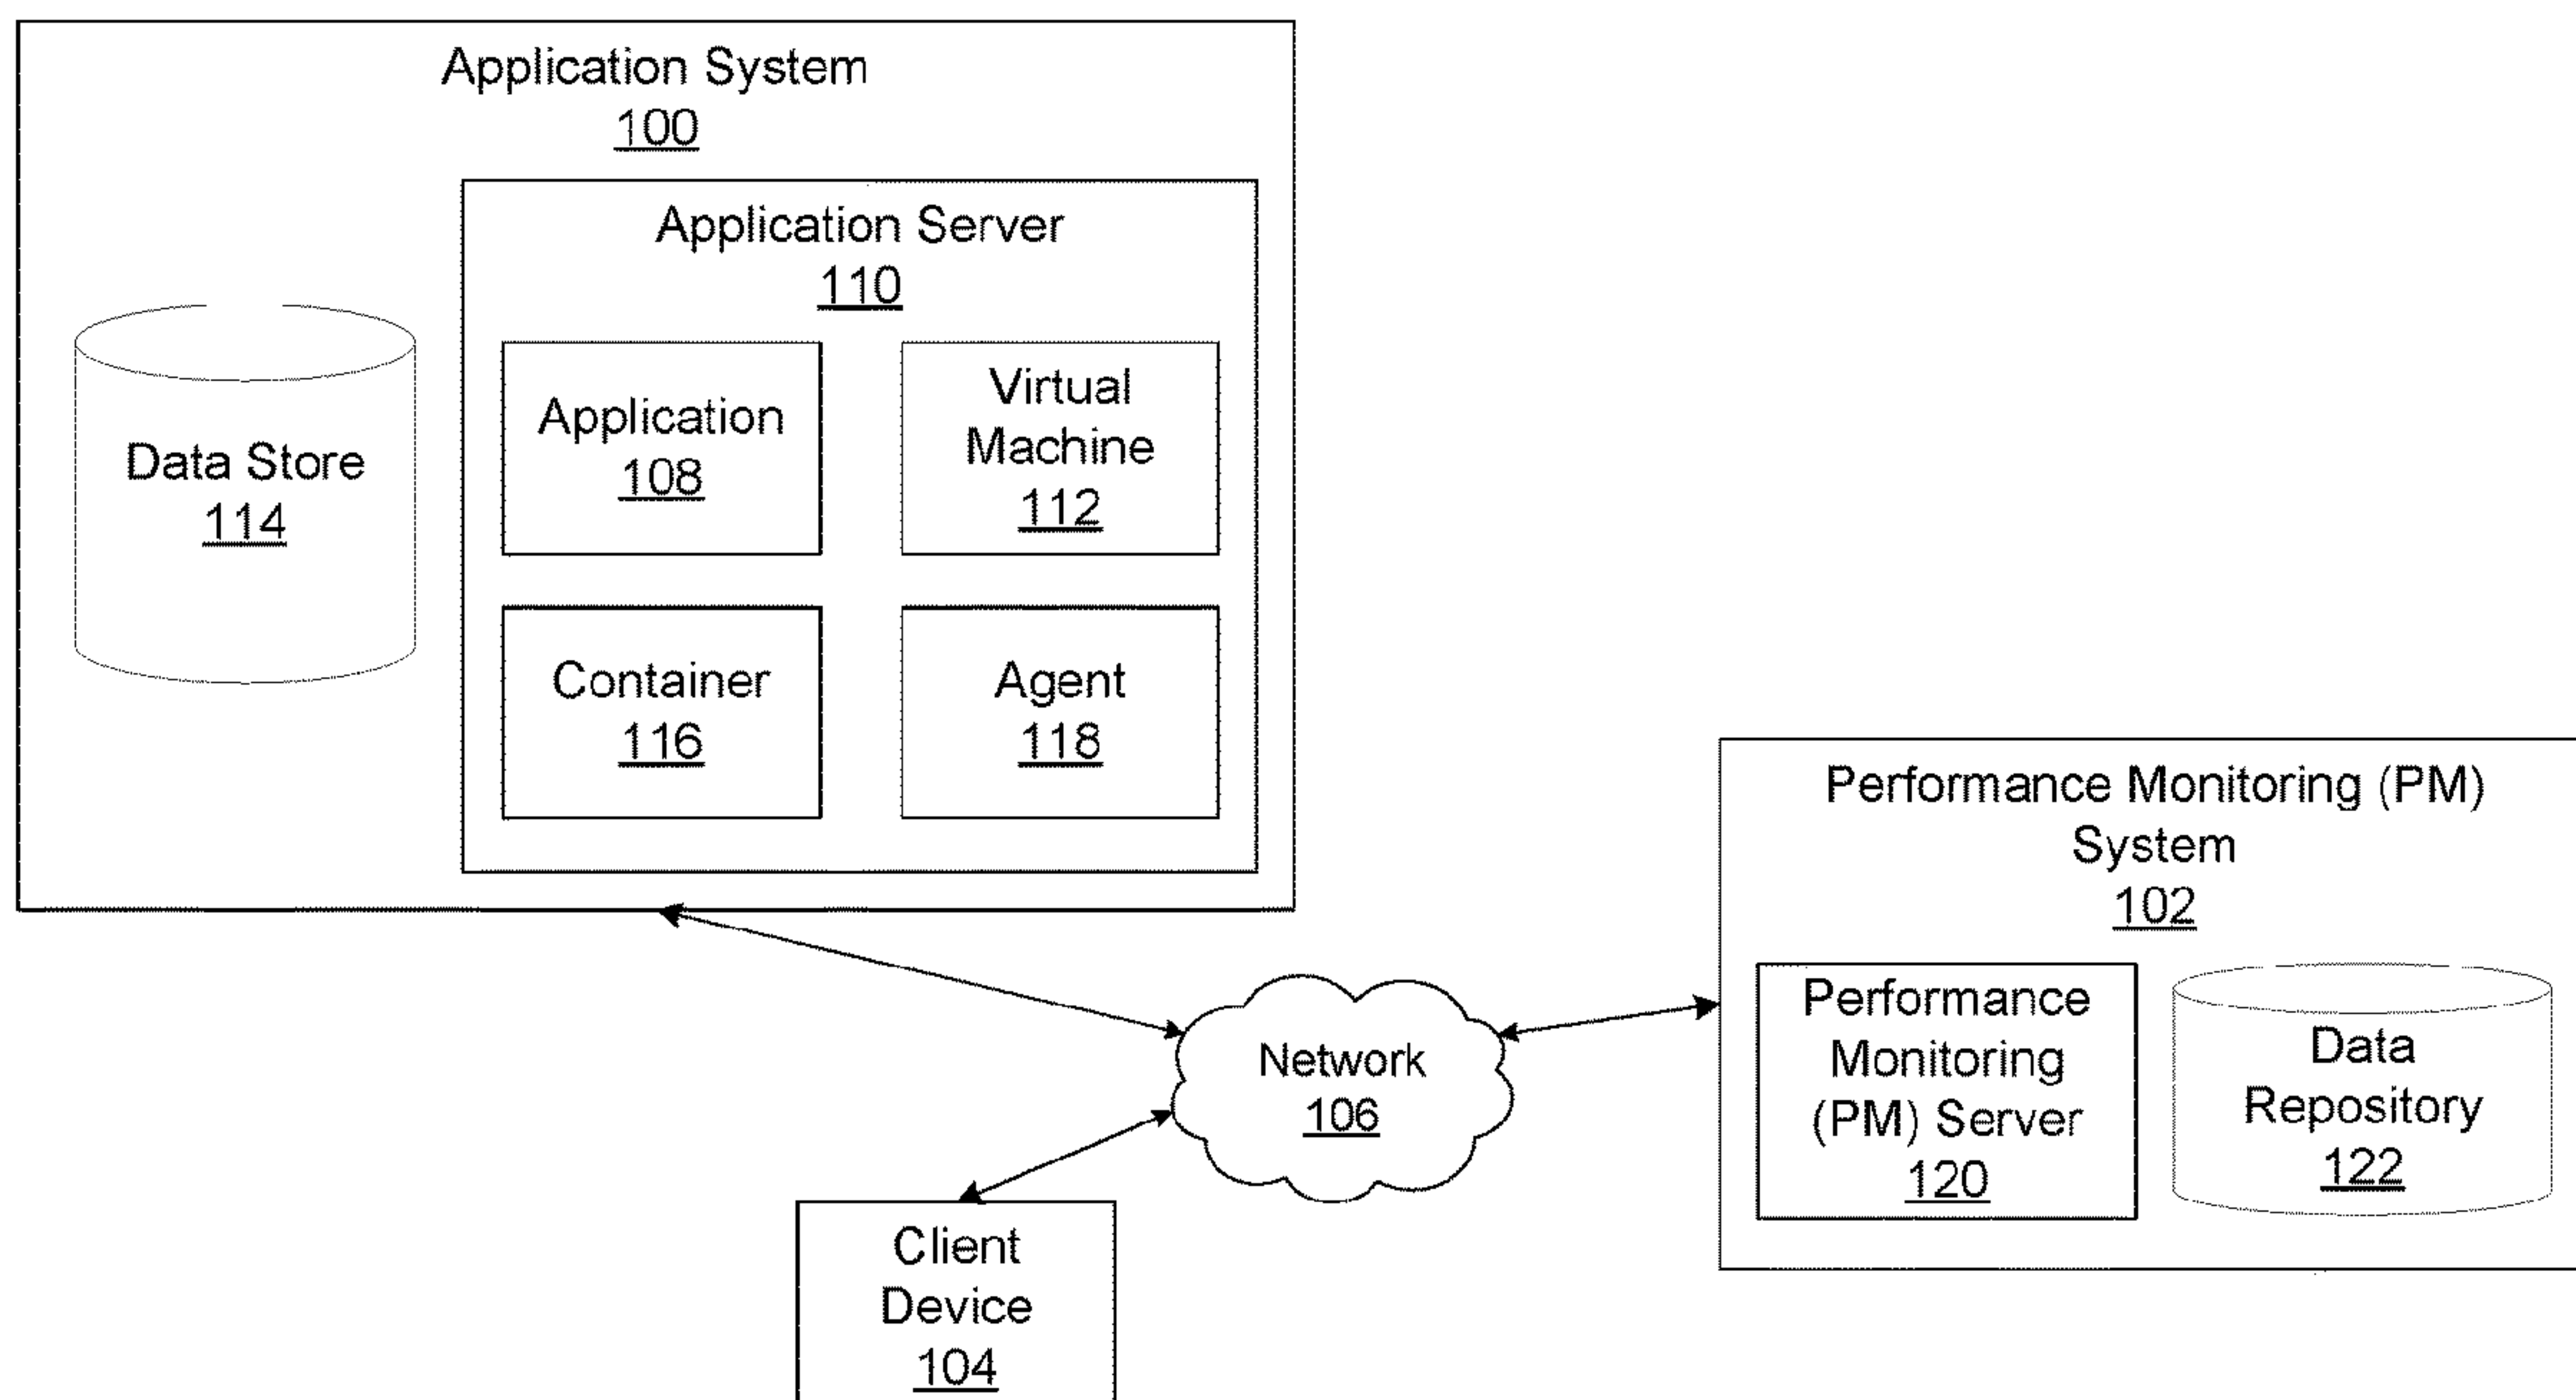 Application System
100
Application Server
110
Data Store
114
Application
108
Virtual
Machine
112
Container
116
Agent
118
Performance Monitoring (PM)
System
102
Performance
Monitoring
(PM) Server
120
Data
Repository
122
Network
106
Client
Device
104